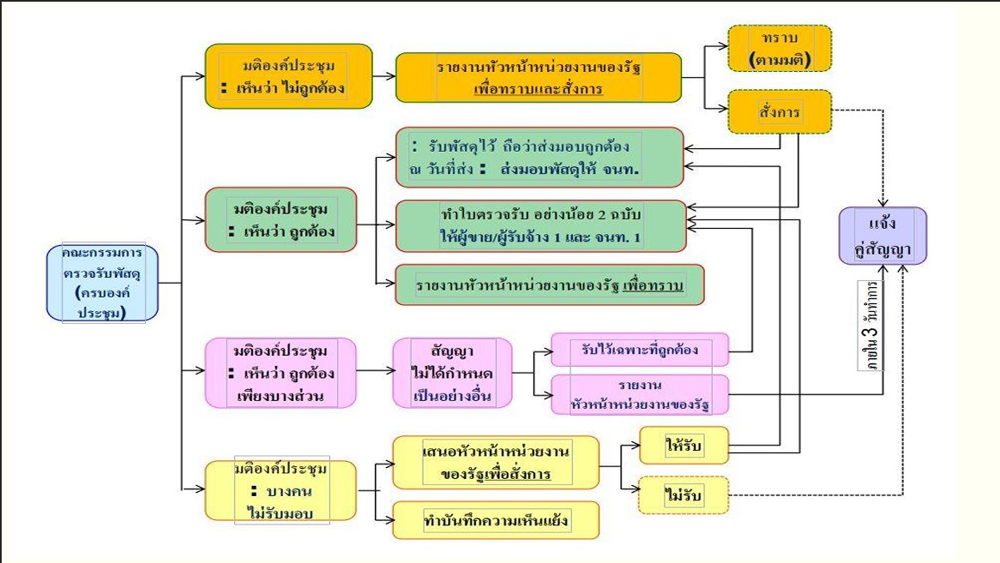 คณะกรรมการ
ตรวจรับพัสดุ
(ครบองค์
ประชุม)
มติองค์ประชุม
: เห็นว่า ไม่ถูกต้อง
รายงานหัวหน้าหน่วยงานของรัฐ
เพื่อทราบและสั่งการ
ทราบ
(ตามมติ)
สั่งการ
มติองค์ประชุม
: เห็นว่า ถูกต้อง
: รับพัสดุไว้ ถือว่าส่งมอบถูกต้อง
ณ วันที่ส่ง : ส่งมอบพัสดุให้ จนท.
ทำใบตรวจรับ อย่างน้อย 2 ฉบับ
ให้ผู้ขาย/ผู้รับจ้าง 1 และ จนท. 1
รายงานหัวหน้าหน่วยงานของรัฐ เพื่อทราบ
แจ้ง
คู่สัญญา
ภายใน 3 วันทำการ
มติองค์ประชุม
: เห็นว่า ถูกต้อง
เพียงบางส่วน
สัญญา
ไม่ได้กำหนด
เป็นอย่างอื่น
รับไว้เฉพาะที่ถูกต้อง
รายงาน
หัวหน้าหน่วยงานของรัฐ
มติองค์ประชุม
: บางคน
ไม่รับมอบ
เสนอหัวหน้าหน่วยงาน
ของรัฐเพื่อสั่งการ
ทำบันทึกความเห็นแย้ง
ให้รับ
ไม่รับ